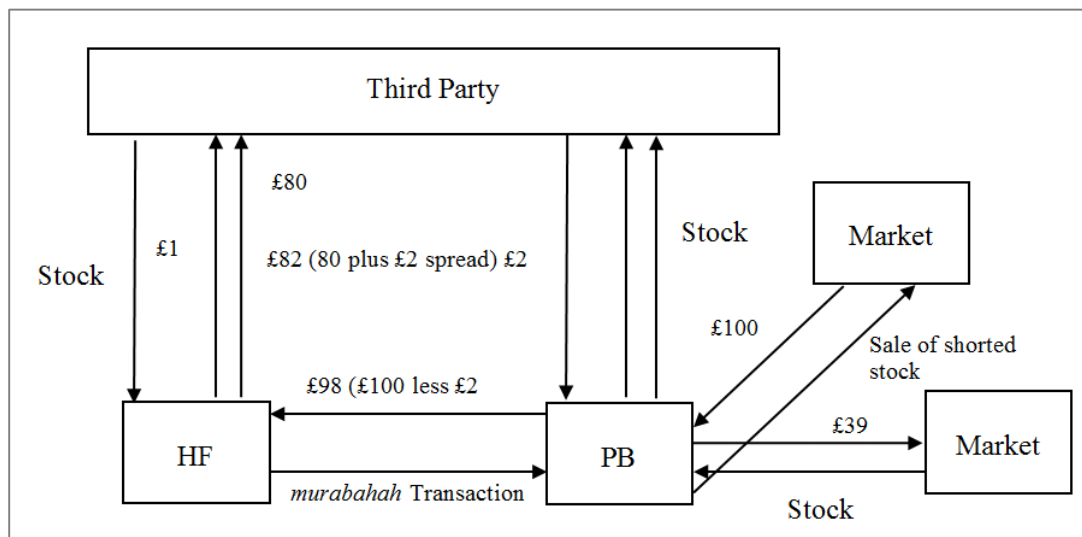 Third Party
£80
Stock
£1
£82 (80 plus £2 spread) £2
Stock
Market
£100
Sale of shorted
stock
£98 (£100 less £2
£39
HF
PB
Market
murabahah Transaction
Stock